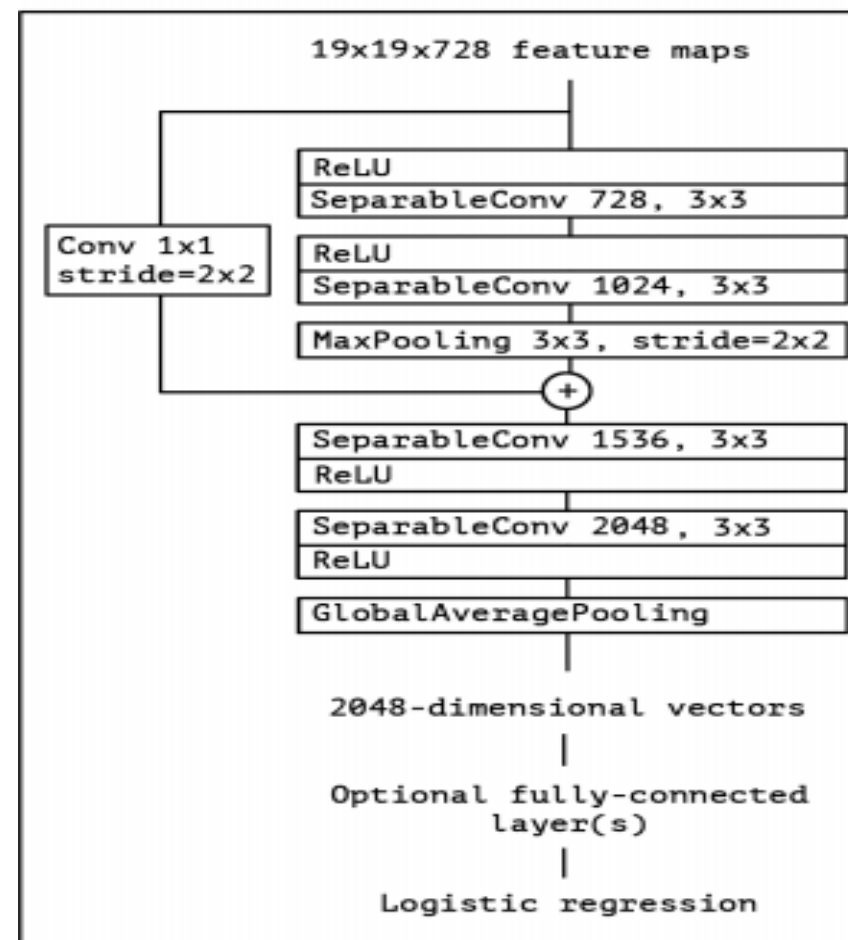 19x19x728 feature maps
ReLU
SeparableConv 728, 3x3
Conv 1x1
stride=2x2
ReLU
SeparableConv 1024, 3x3
MaxPooling 3x3, stride=2x2
+
SeparableConv 1536, 3x3
ReLU
SeparableConv 2048, 3x3
ReLU
GlobalAveragePooling
2048-dimensional vectors
Optional fully-connected
layer(s)
Logistic regression